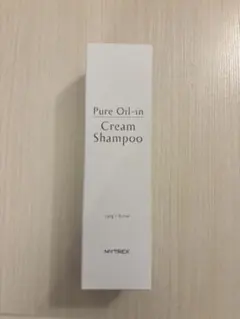 Pure Oil-in
Cream
Shampoo
MYTREX